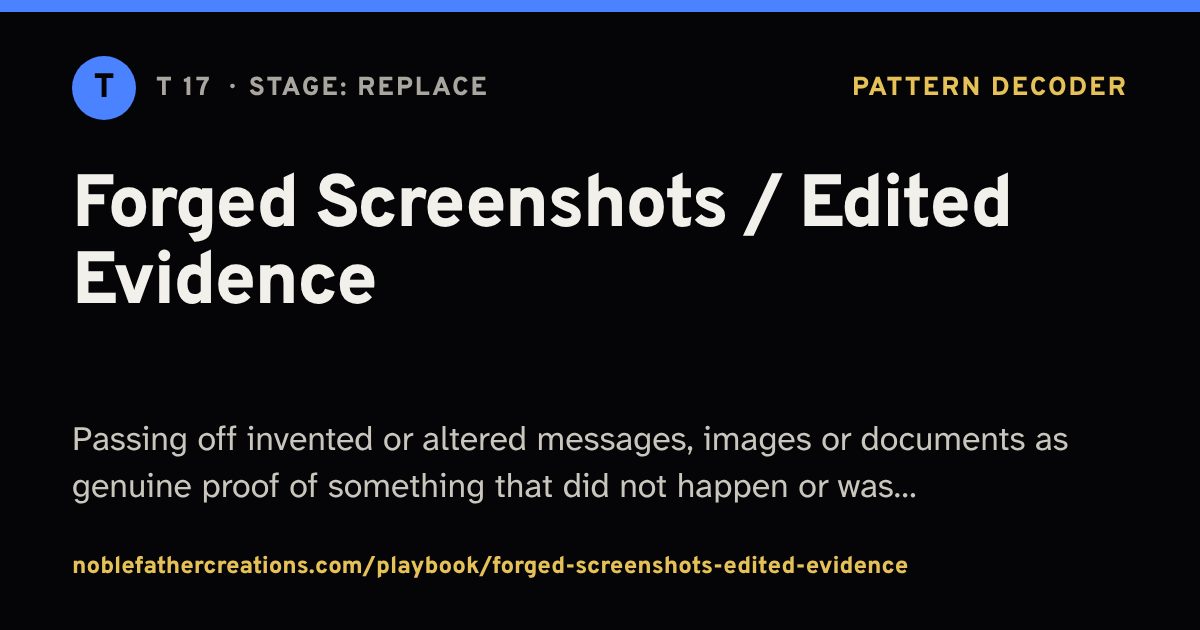 T
T 17 · STAGE: REPLACE
PATTERN DECODER
Forged Screenshots / Edited
Evidence
Passing off invented or altered messages, images or documents as
genuine proof of something that did not happen or was...
noblefathercreations.com/playbook/forged-screenshots-edited-evidence